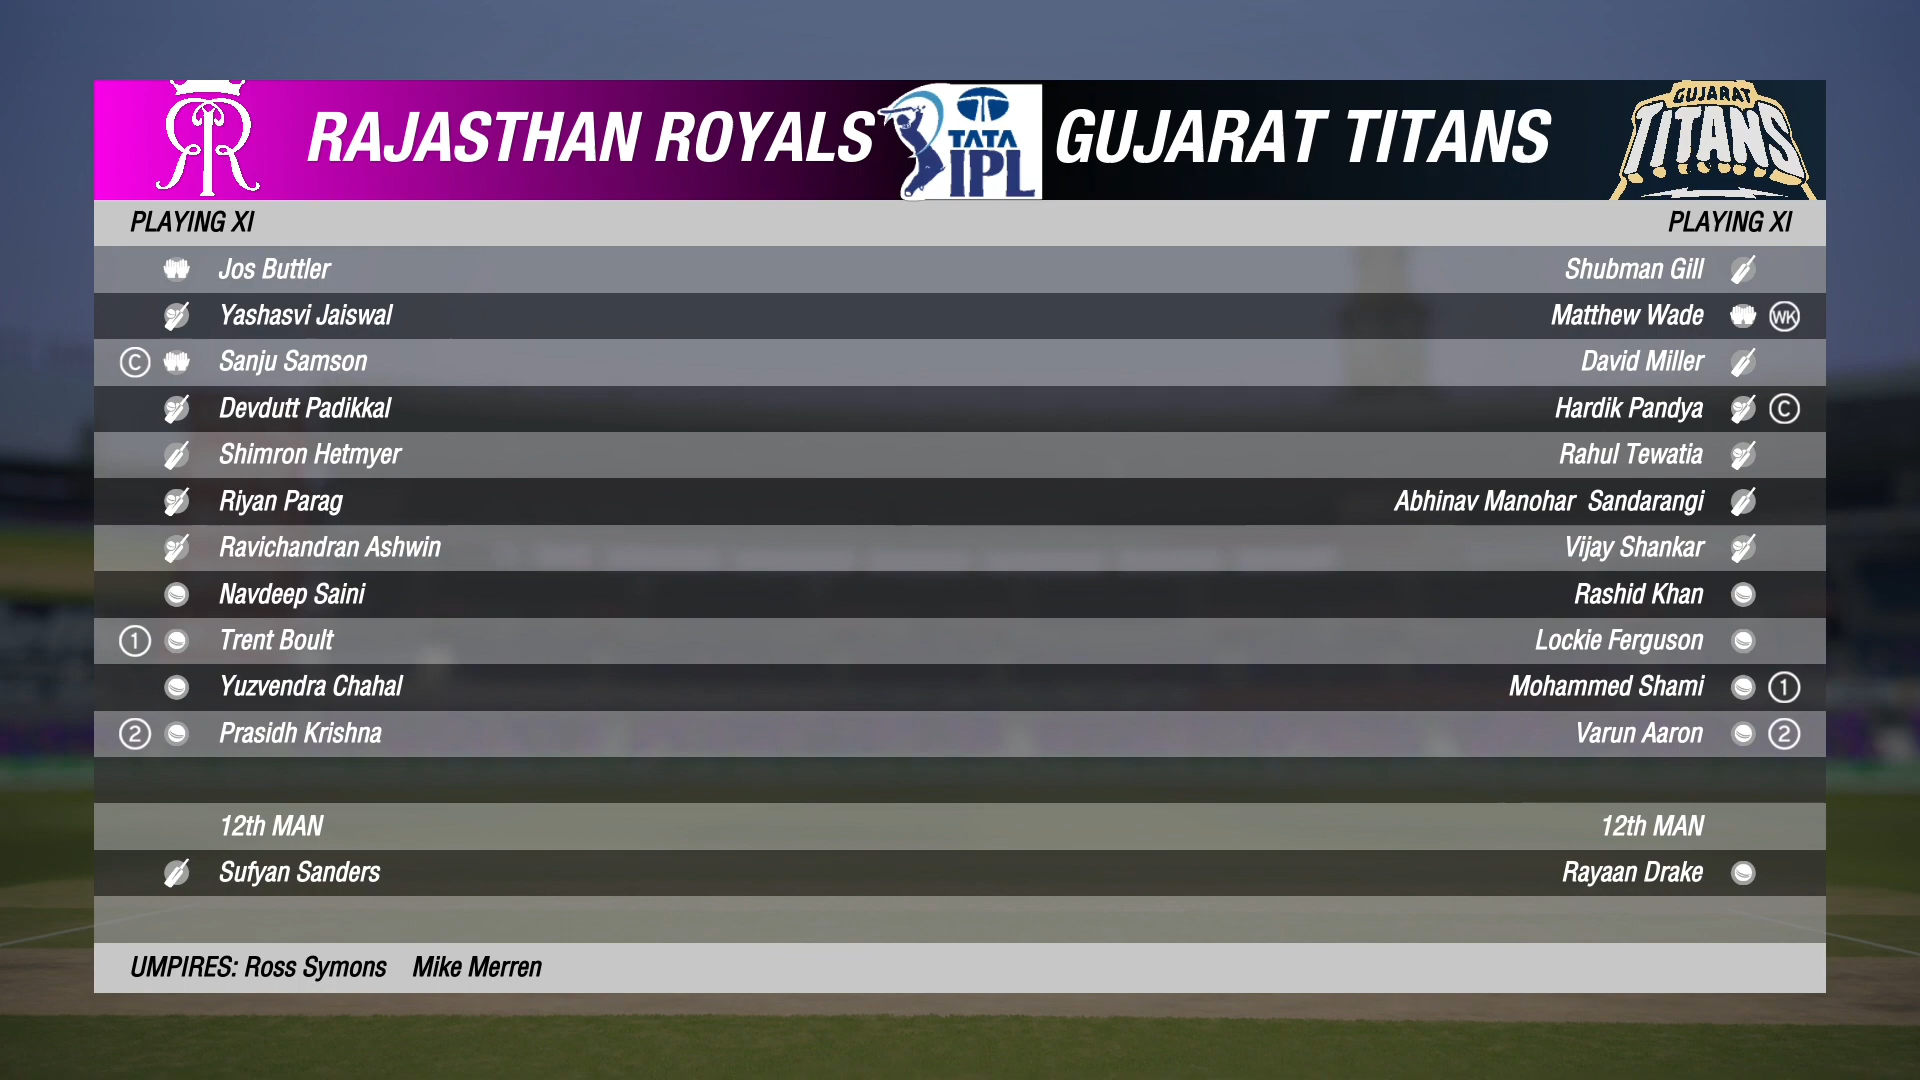 RAJASTHAN ROYALS TATA IPL GUJARAT TITANS GUJARAT TITANS
PLAYING XI PLAYING XI
Jos Buttler Shubman Gill
Yashasvi Jaiswal Matthew Wade WK
C Sanju Samson David Miller
Devdutt Padikkal Hardik Pandya C
Shimron Hetmyer Rahul Tewatia
Riyan Parag Abhinav Manohar Sandarangi
Ravichandran Ashwin Vijay Shankar
Navdeep Saini Rashid Khan
1 Trent Boult Lockie Ferguson
Yuzvendra Chahal Mohammed Shami 1
2 Prasidh Krishna Varun Aaron 2
12th MAN 12th MAN
Sufyan Sanders Rayaan Drake
UMPIRES: Ross Symons Mike Merren